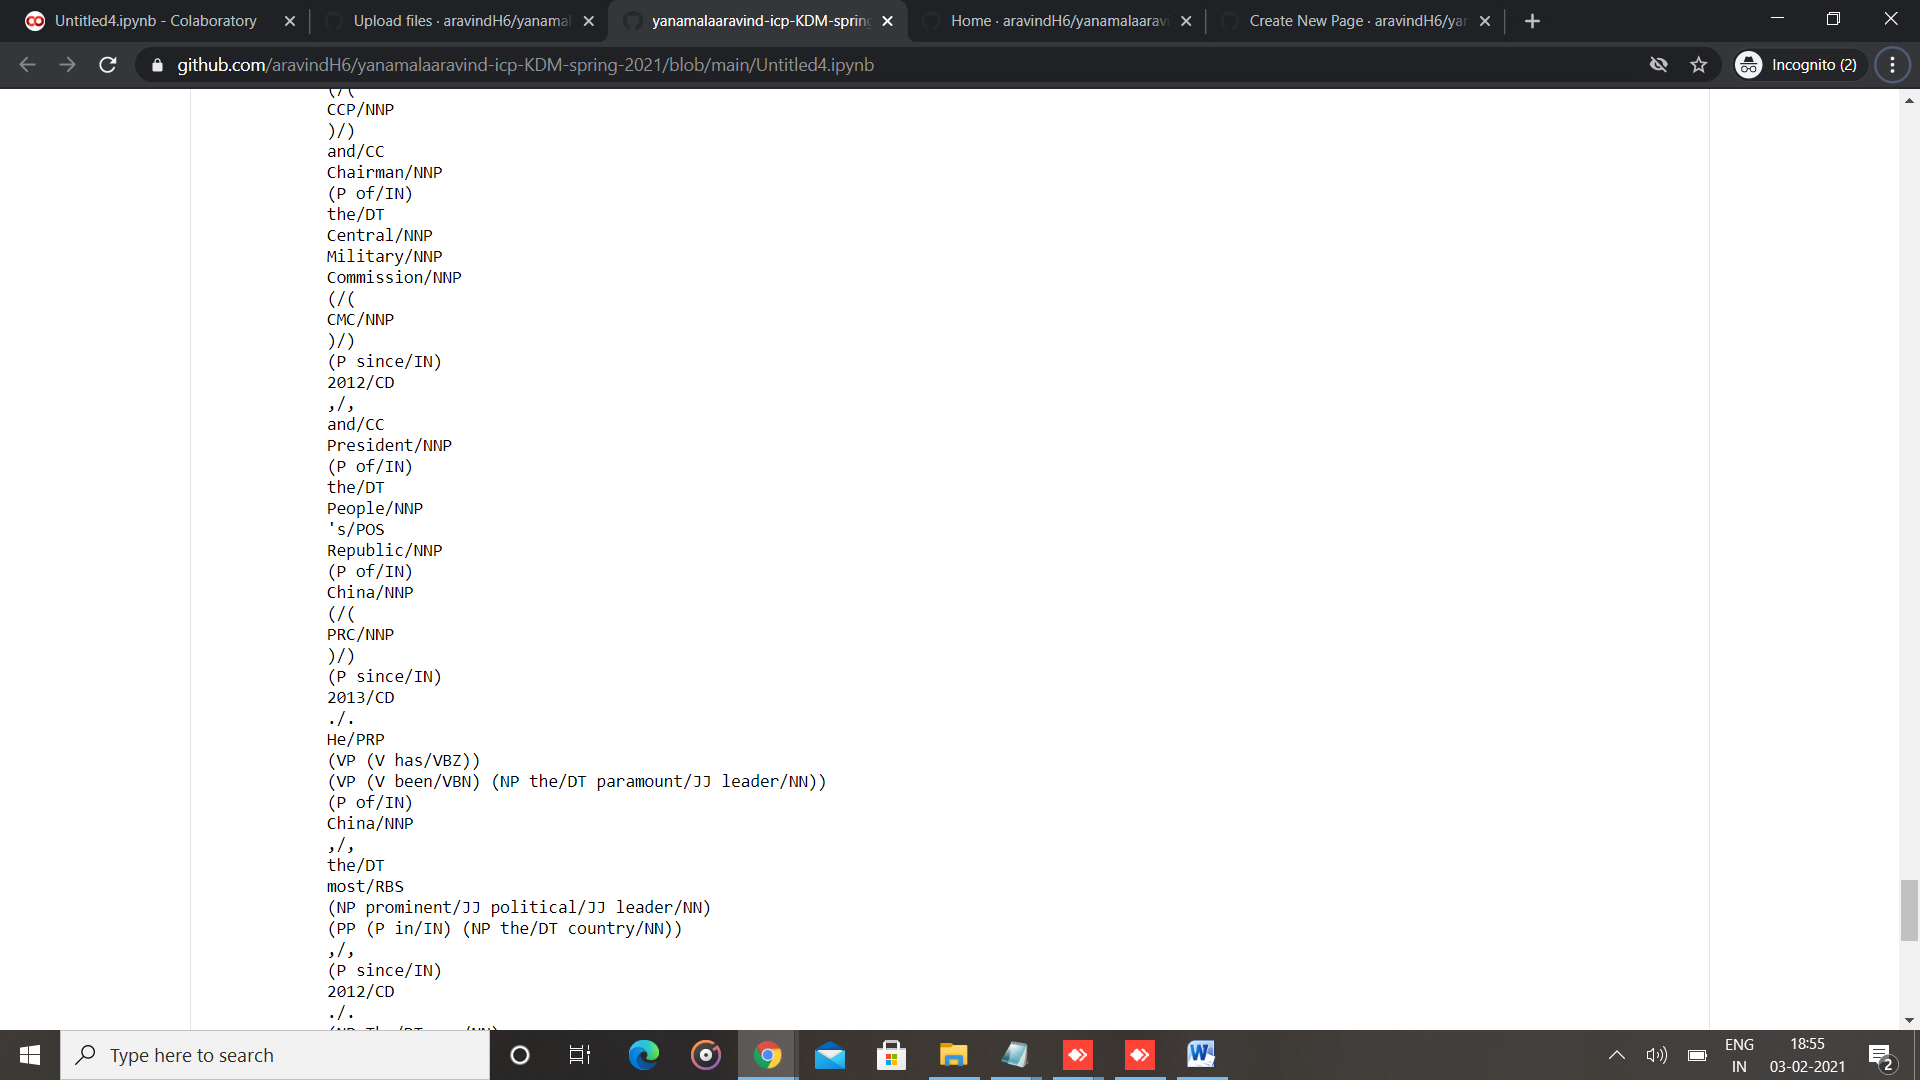 Untitled4.ipynb - Colaboratory
Upload files · aravindH6/yanamal
yanamalaaravind-icp-KDM-spring
Home · aravindH6/yanamalaaravi
Create New Page · aravindH6/yar
github.com/aravindH6/yanamalaaravind-icp-KDM-spring-2021/blob/main/Untitled4.ipynb
Incognito (2)
(/(
CCP/NNP
)/)
and/CC
Chairman/NNP
(P of/IN)
the/DT
Central/NNP
Military/NNP
Commission/NNP
(/(
CMC/NNP
)/)
(P since/IN)
2012/CD
,/,
and/CC
President/NNP
(P of/IN)
the/DT
People/NNP
's/POS
Republic/NNP
(P of/IN)
China/NNP
(/(
PRC/NNP
)/)
(P since/IN)
2013/CD
./.
He/PRP
(VP (V has/VBZ))
(VP (V been/VBN) (NP the/DT paramount/JJ leader/NN))
(P of/IN)
China/NNP
,/,
the/DT
most/RBS
(NP prominent/JJ political/JJ leader/NN)
(PP (P in/IN) (NP the/DT country/NN))
,/,
(P since/IN)
2012/CD
./.
Type here to search
ENG
IN
18:55
03-02-2021
2